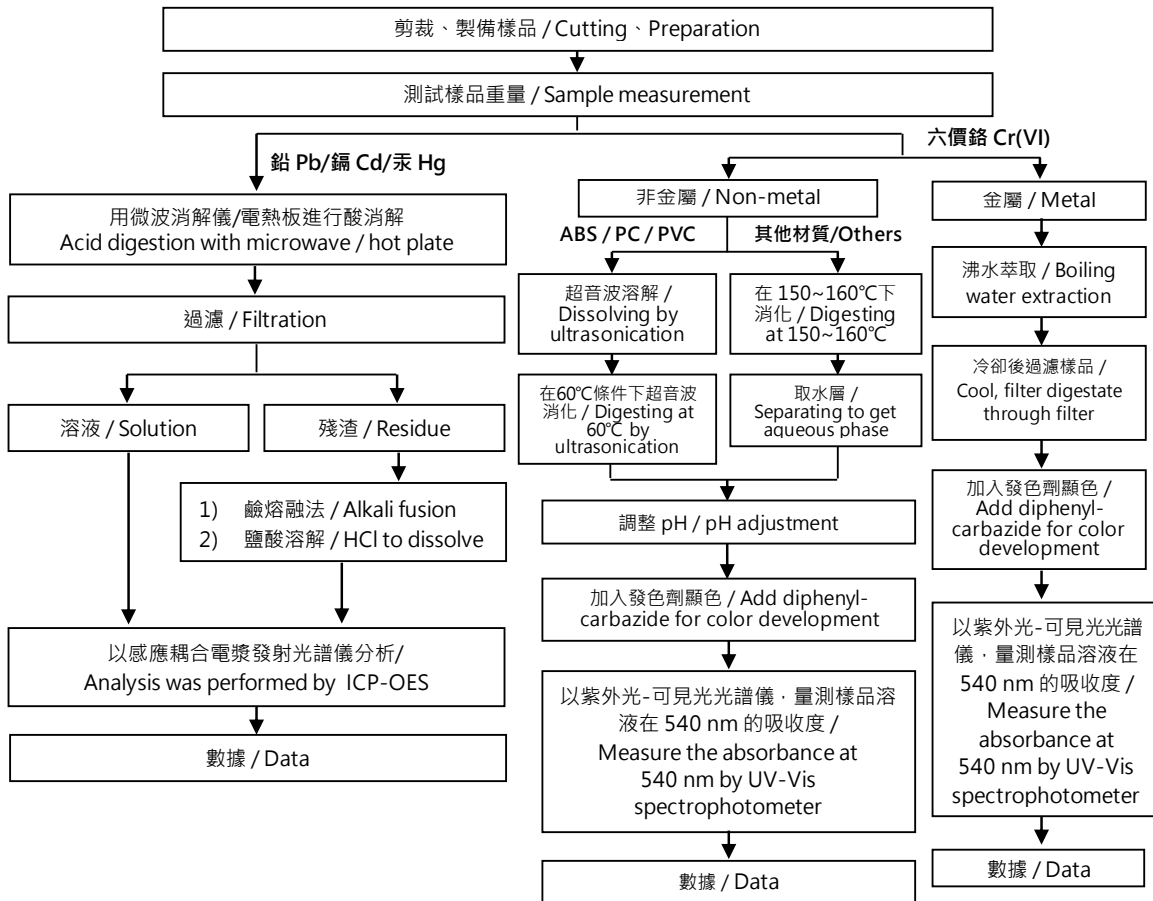 剪裁、製備樣品 / Cutting、Preparation
測試樣品重量 / Sample measurement
鉛 Pb/鎘 Cd/汞 Hg
用微波消解儀/電熱板進行酸消解
Acid digestion with microwave / hot plate
過濾 / Filtration
溶液 / Solution
殘渣 / Residue
1) 鹼熔融法 / Alkali fusion
2) 鹽酸溶解 / HCl to dissolve
以感應耦合電漿發射光譜儀分析/
Analysis was performed by ICP-OES
數據 / Data
六價鉻 Cr(VI)
非金屬 / Non-metal
ABS / PC / PVC
超音波溶解 /
Dissolving by
ultrasonication
在60℃條件下超音波
消化 / Digesting at
60℃ by
ultrasonication
其他材質/Others
在 150~160℃下
消化 / Digesting
at 150~160℃
取水層 /
Separating to get
aqueous phase
調整 pH / pH adjustment
加入發色劑顯色 / Add diphenyl-
carbazide for color development
以紫外光-可見光光譜儀，量測樣品溶
液在 540 nm 的吸收度 /
Measure the absorbance at
540 nm by UV-Vis
spectrophotometer
數據 / Data
金屬 / Metal
沸水萃取 / Boiling
water extraction
冷卻後過濾樣品 /
Cool, filter digestate
through filter
加入發色劑顯色 /
Add diphenyl-
carbazide for color
development
以紫外光-可見光光譜
儀，量測樣品溶液在
540 nm 的吸收度 /
Measure the
absorbance at
540 nm by UV-Vis
spectrophotometer
數據 / Data